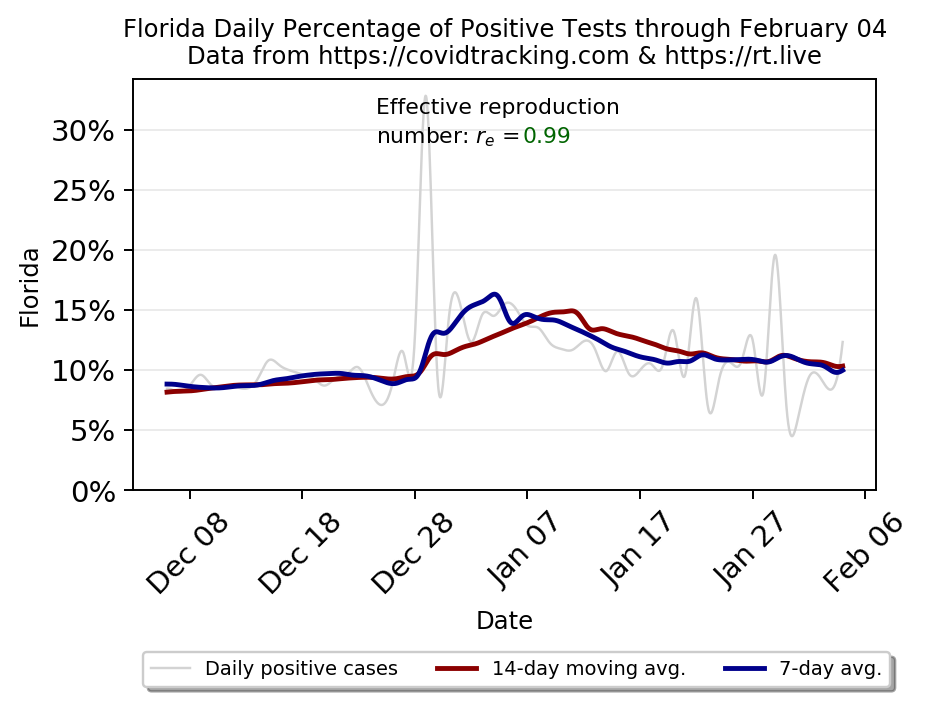 Florida Daily Percentage of Positive Tests through February 04
Data from https://covidtracking.com & https://rt.live
Effective reproduction
number: rₑ = 0.99
30%
25%
20%
15%
10%
5%
0%
Florida
Dec 08
Dec 18
Dec 28
Jan 07
Jan 17
Jan 27
Feb 06
Date
Daily positive cases
14-day moving avg.
7-day avg.